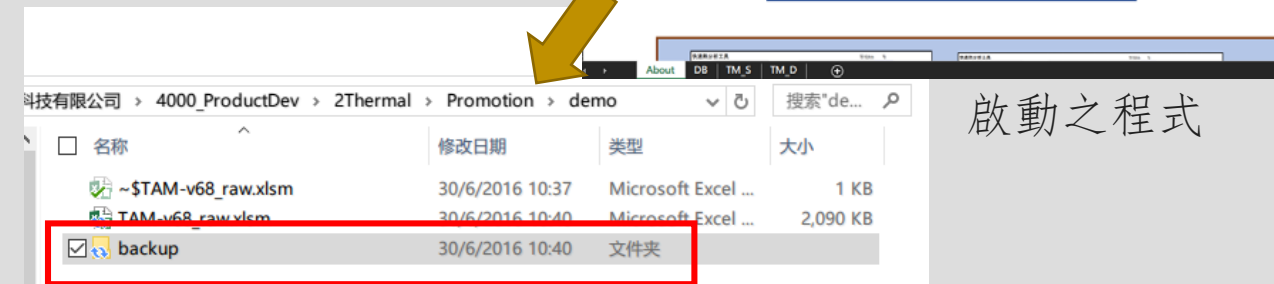 About DB TM_S TM_D
科技有限公司 › 4000_ProductDev › 2Thermal › Promotion › demo 搜索"de...
啟動之程式
名称 修改日期 类型 大小
~$TAM-v68_raw.xlsm 30/6/2016 10:37 Microsoft Excel ... 1 KB
TAM-v68_raw.xlsm 30/6/2016 10:40 Microsoft Excel ... 2,090 KB
backup 30/6/2016 10:40 文件夹